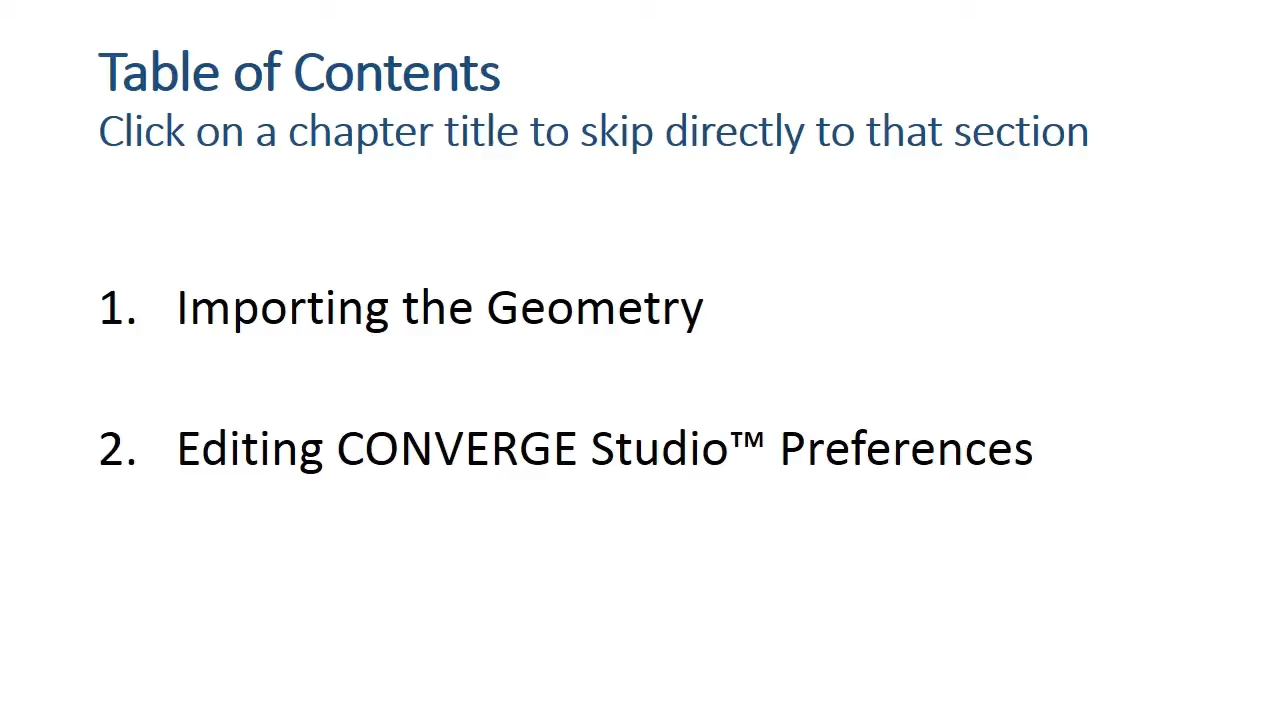 Table of Contents
Click on a chapter title to skip directly to that section
1. Importing the Geometry
2. Editing CONVERGE Studio™ Preferences